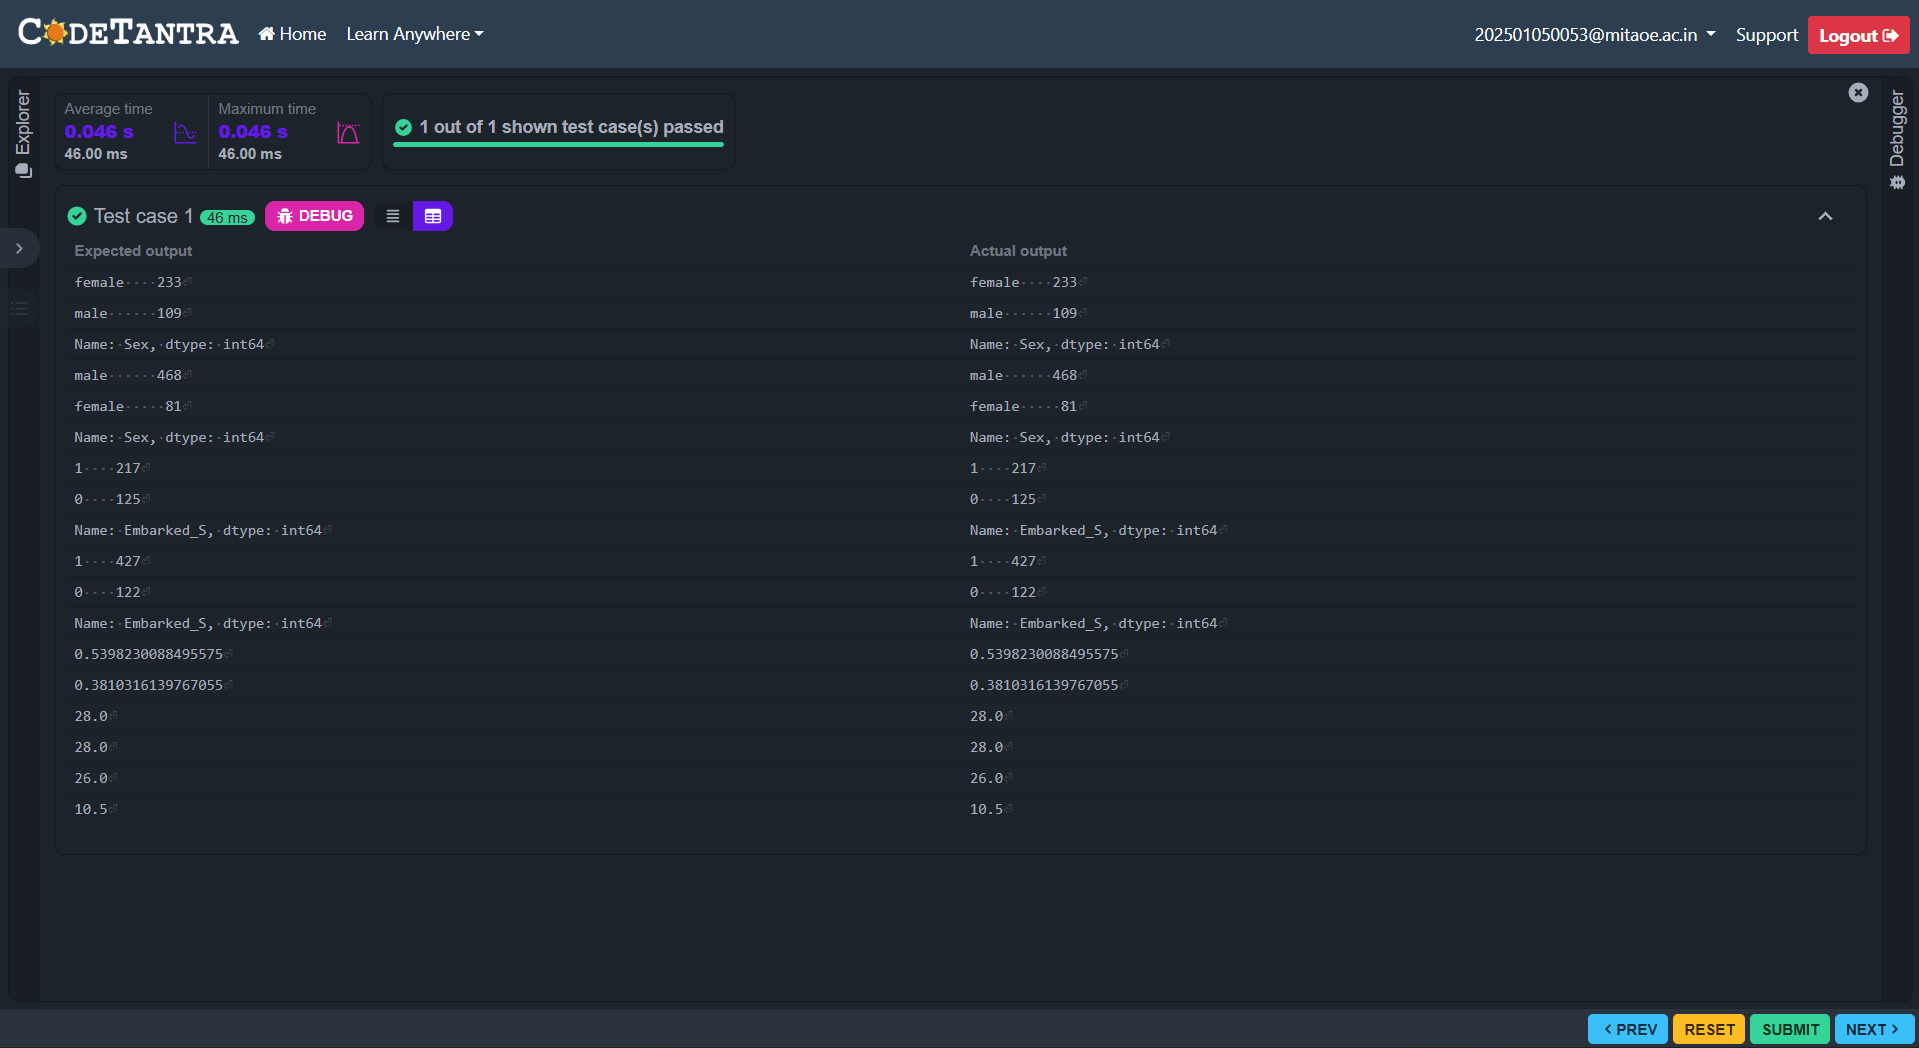 CODETANTRA Home Learn Anywhere 202501050053@mitaoe.ac.in Support Logout
Explorer
Debugger
Average time Maximum time
0.046 s 0.046 s
46.00 ms 46.00 ms
1 out of 1 shown test case(s) passed
Test case 1 46 ms DEBUG
Expected output Actual output
female····233 female····233
male······109 male······109
Name:·Sex,·dtype:·int64 Name:·Sex,·dtype:·int64
male······468 male······468
female·····81 female·····81
Name:·Sex,·dtype:·int64 Name:·Sex,·dtype:·int64
1····217 1····217
0····125 0····125
Name:·Embarked_S,·dtype:·int64 Name:·Embarked_S,·dtype:·int64
1····427 1····427
0····122 0····122
Name:·Embarked_S,·dtype:·int64 Name:·Embarked_S,·dtype:·int64
0.5398230088495575 0.5398230088495575
0.3810316139767055 0.3810316139767055
28.0 28.0
28.0 28.0
26.0 26.0
10.5 10.5
PREV RESET SUBMIT NEXT